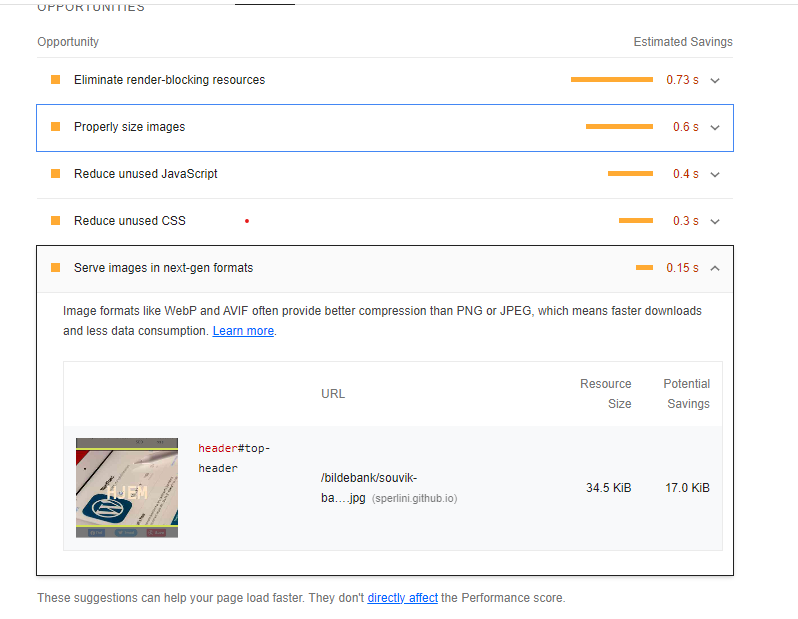 OPPORTUNITIES
Opportunity Estimated Savings
Eliminate render-blocking resources 0.73 s
Properly size images 0.6 s
Reduce unused JavaScript 0.4 s
Reduce unused CSS 0.3 s
Serve images in next-gen formats 0.15 s
Image formats like WebP and AVIF often provide better compression than PNG or JPEG, which means faster downloads
and less data consumption. Learn more.
URL Resource Size Potential Savings
HJEM
header#top-
header
/bildebank/souvik-
ba….jpg (sperlini.github.io) 34.5 KiB 17.0 KiB
These suggestions can help your page load faster. They don't directly affect the Performance score.